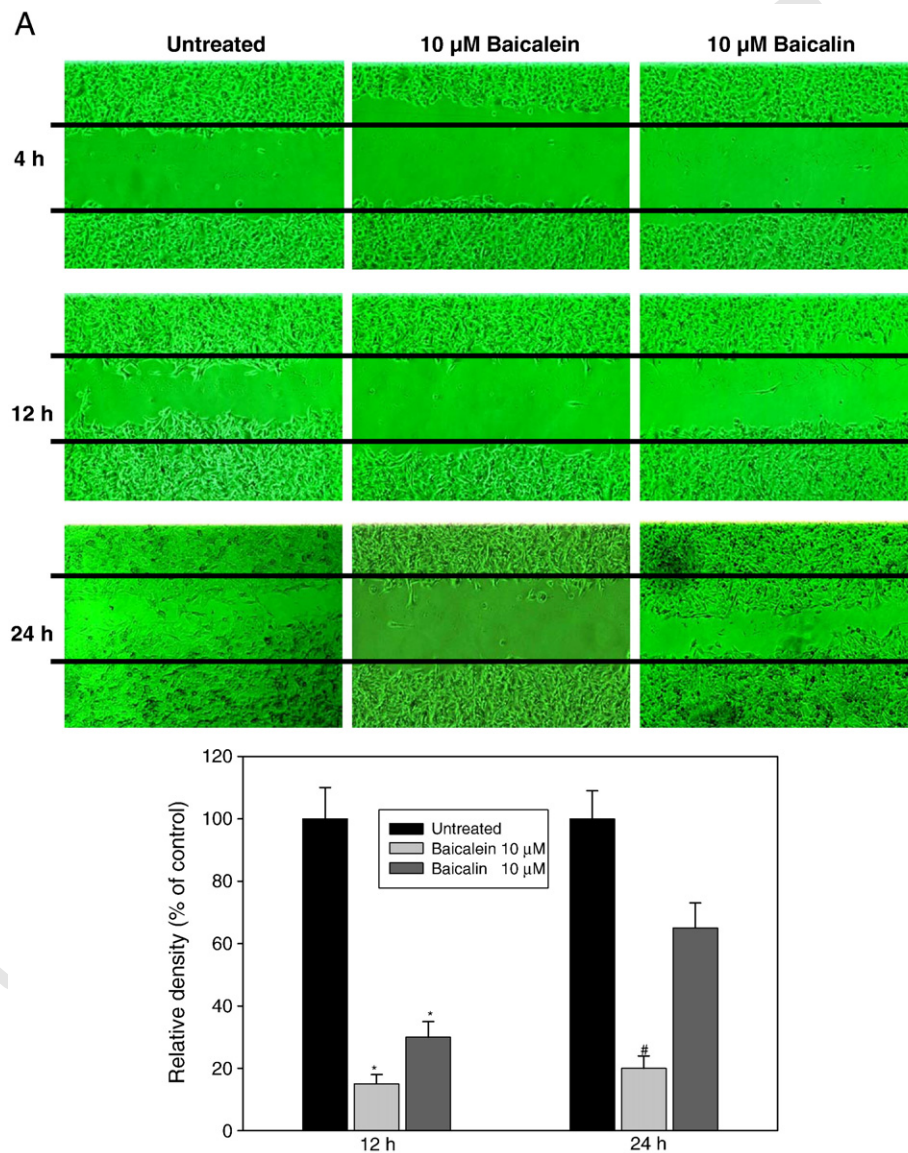 A
Untreated
10 µM Baicalein
10 µM Baicalin
4 h
12 h
24 h
120
100
80
60
40
20
0
Relative density (% of control)
Untreated
Baicalein 10 µM
Baicalin 10 µM
*
*
#
12 h
24 h